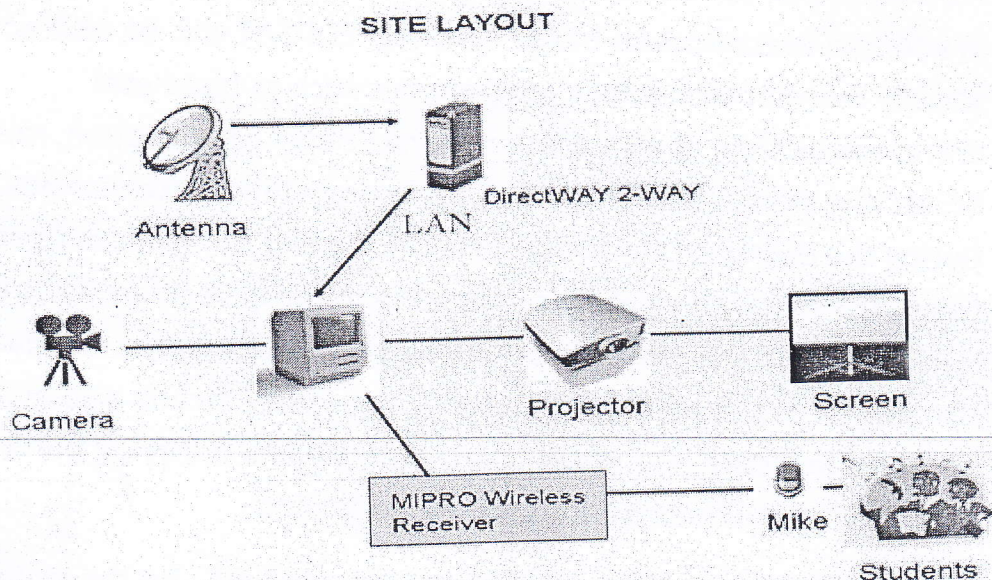 SITE LAYOUT
Antenna
DirectWAY 2-WAY
LAN
Camera
Projector
Screen
MIPRO Wireless
Receiver
Mike
Students